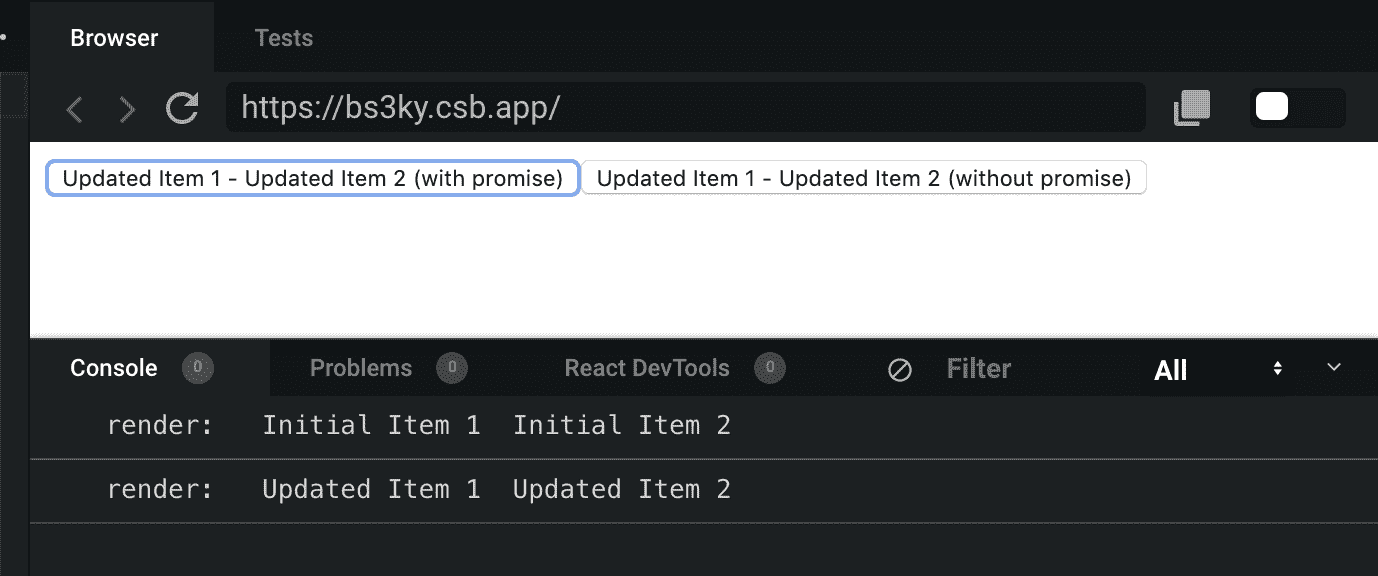 Browser Tests
https://bs3ky.csb.app/
Updated Item 1 - Updated Item 2 (with promise) Updated Item 1 - Updated Item 2 (without promise)
Console 0 Problems 0 React DevTools 0 Filter All
render: Initial Item 1 Initial Item 2
render: Updated Item 1 Updated Item 2